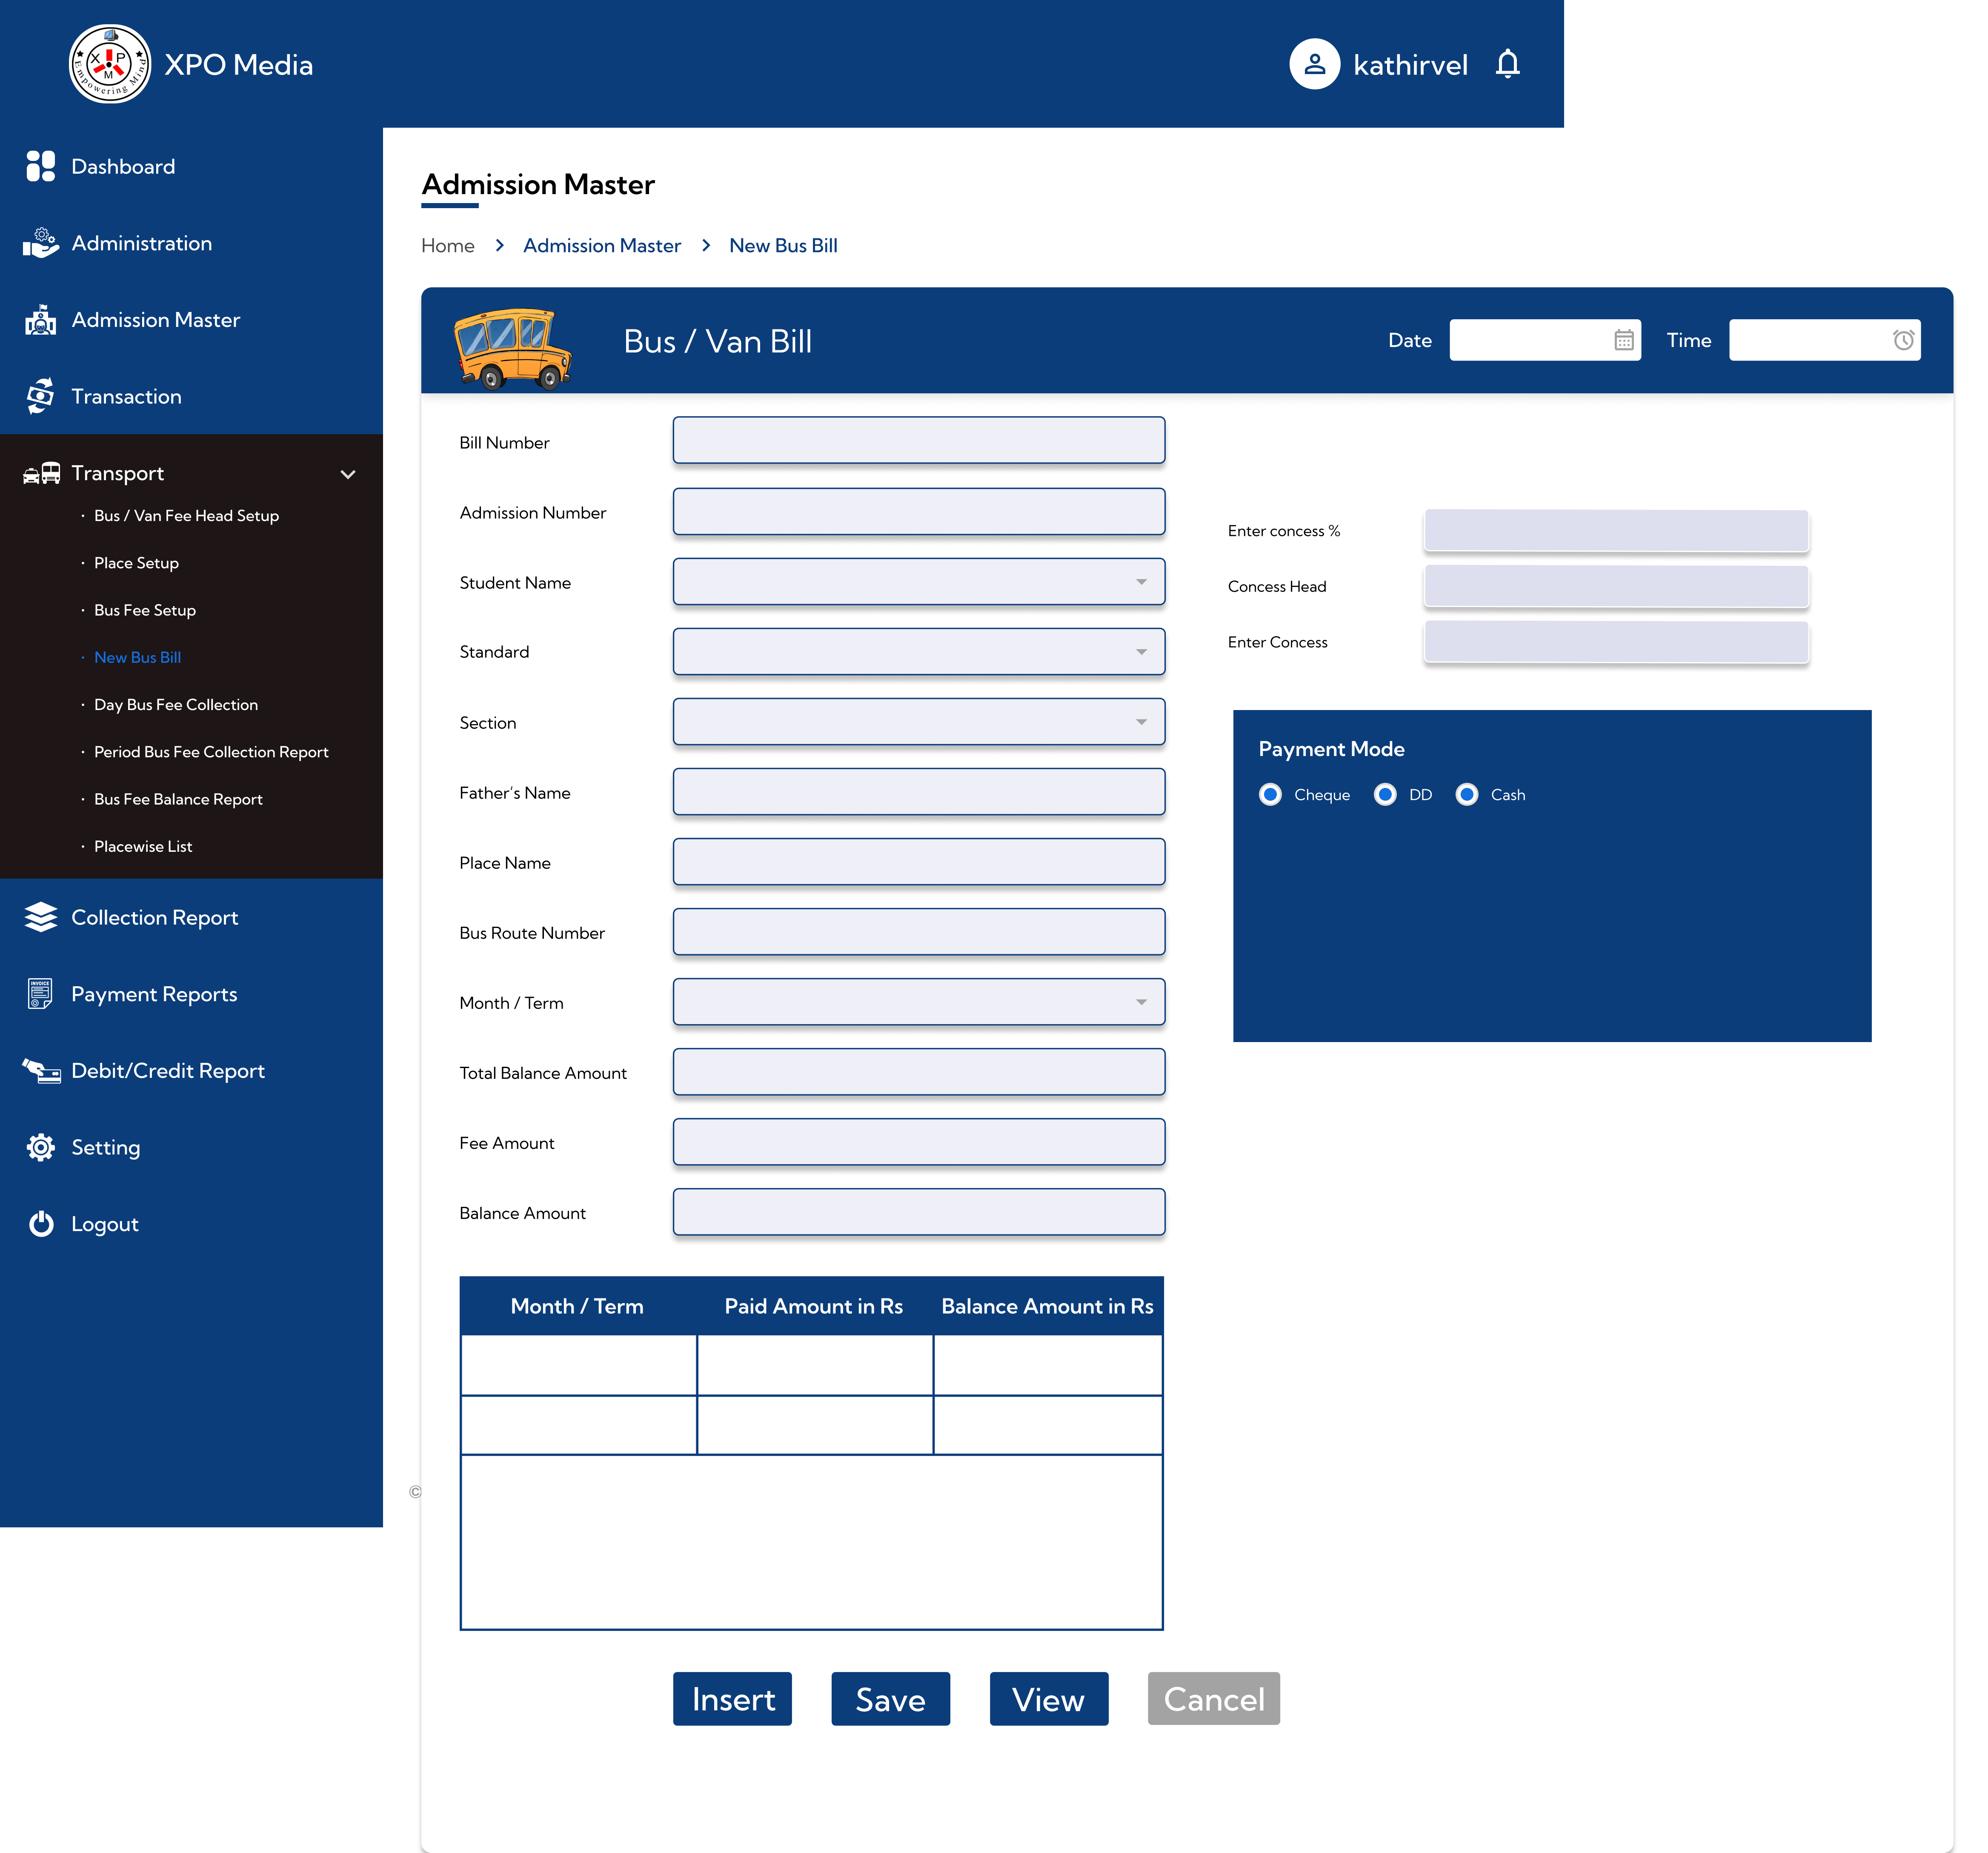 X P M
Empowering Mind
XPO Media
kathirvel
Dashboard
Administration
Admission Master
Transaction
Transport
· Bus / Van Fee Head Setup
· Place Setup
· Bus Fee Setup
· New Bus Bill
· Day Bus Fee Collection
· Period Bus Fee Collection Report
· Bus Fee Balance Report
· Placewise List
Collection Report
INVOICE
Payment Reports
Debit/Credit Report
Setting
Logout
Admission Master
Home > Admission Master > New Bus Bill
Bus / Van Bill
Date
Time
Bill Number
Admission Number
Student Name
Standard
Section
Father‘s Name
Place Name
Bus Route Number
Month / Term
Total Balance Amount
Fee Amount
Balance Amount
Enter concess %
Concess Head
Enter Concess
Payment Mode
Cheque DD Cash
Month / Term Paid Amount in Rs Balance Amount in Rs
©
Insert Save View Cancel